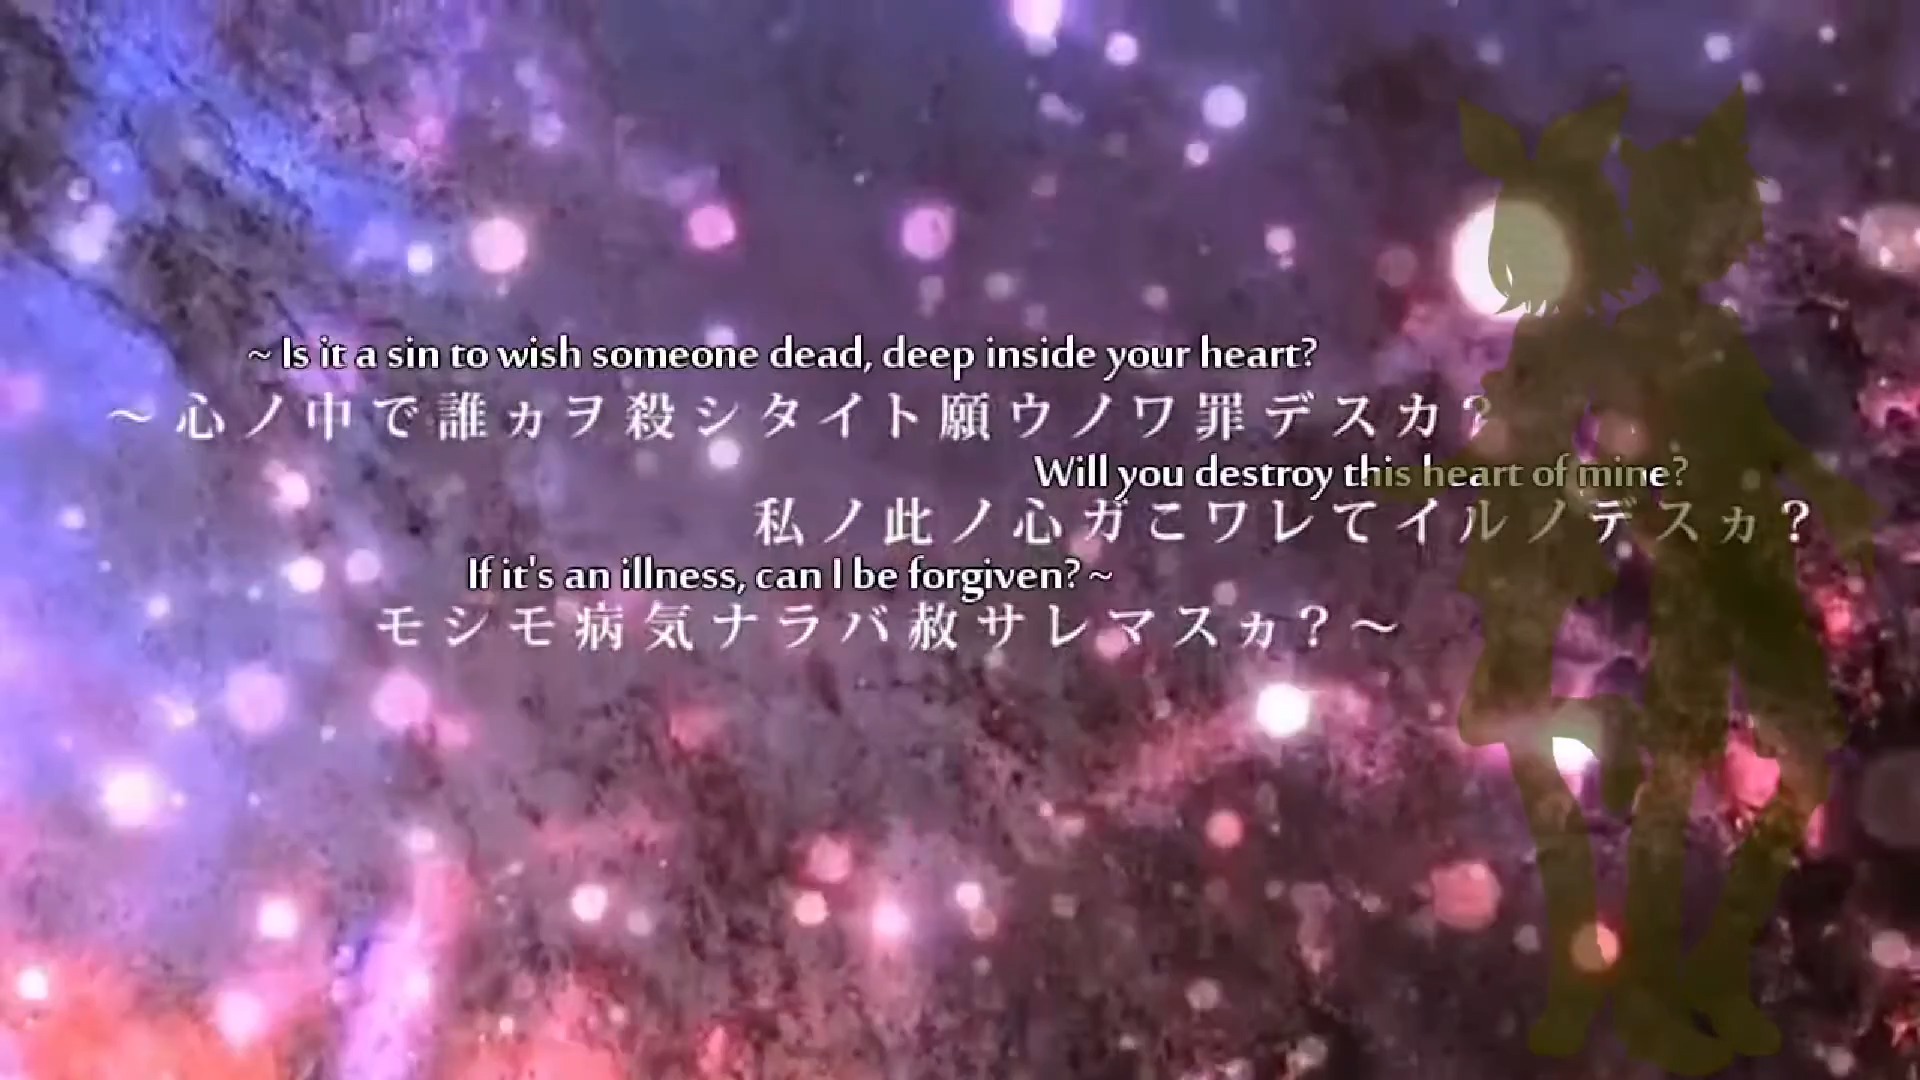 ~ Is it a sin to wish someone dead, deep inside your heart?
～心ノ中で誰ヵヲ殺シタイト願ウノワ罪デスカ?
Will you destroy this heart of mine?
私ノ此ノ心ガこワレてイルノデスヵ?
If it's an illness, can I be forgiven? ~
モシモ病気ナラバ赦サレマスヵ?～